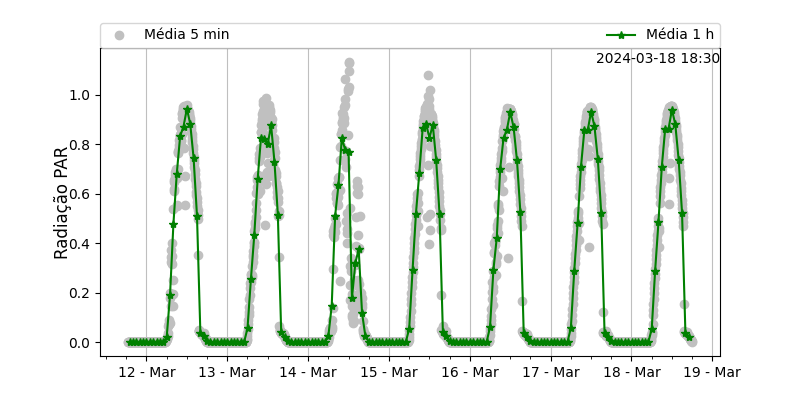 Média 5 min
Média 1 h
2024-03-18 18:30
Radiação PAR
1.0
0.8
0.6
0.4
0.2
0.0
12 - Mar
13 - Mar
14 - Mar
15 - Mar
16 - Mar
17 - Mar
18 - Mar
19 - Mar